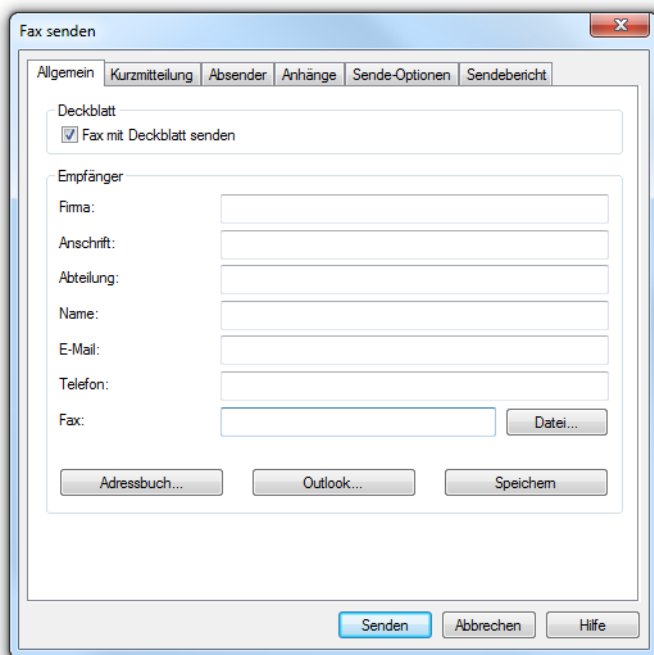 Fax senden
Allgemein Kurzmitteilung Absender Anhänge Sende-Optionen Sendebericht
Deckblatt
Fax mit Deckblatt senden
Empfänger
Firma:
Anschrift:
Abteilung:
Name:
E-Mail:
Telefon:
Fax: Datei...
Adressbuch... Outlook... Speichern
Senden Abbrechen Hilfe